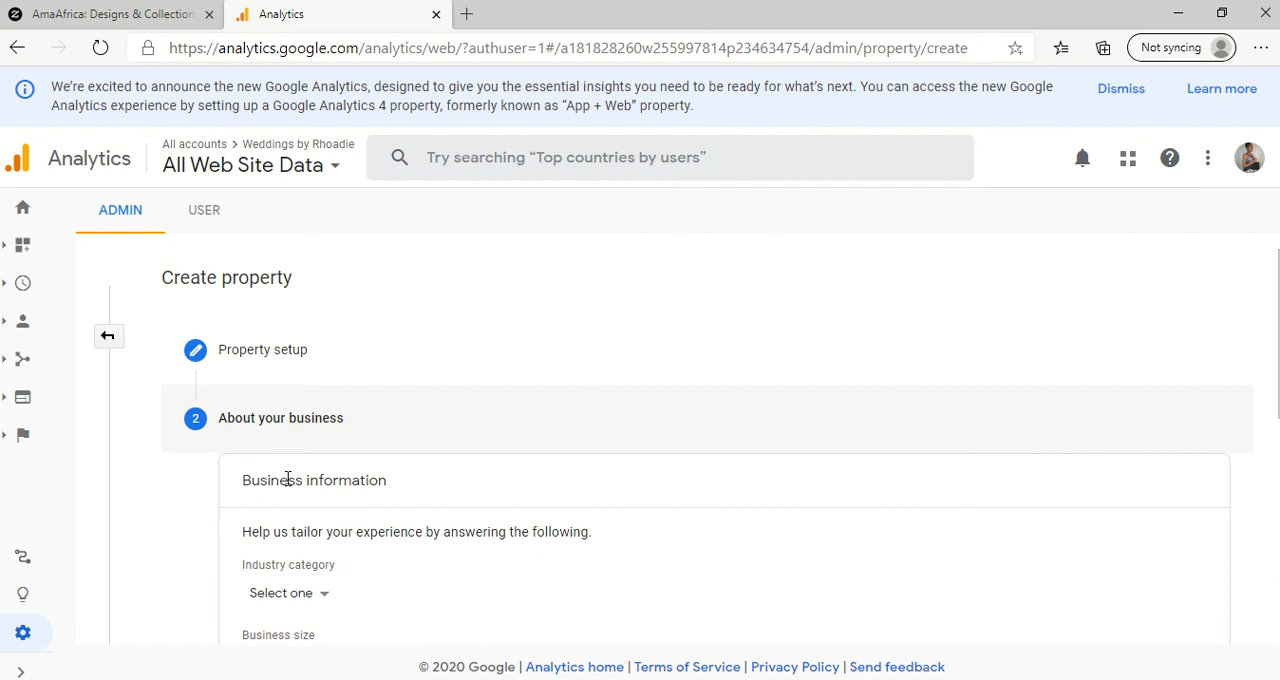 AmaAfrica: Designs & Collection
Analytics
https://analytics.google.com/analytics/web/?authuser=1#/a181828260w255997814p234634754/admin/property/create
Not syncing
We're excited to announce the new Google Analytics, designed to give you the essential insights you need to be ready for what's next. You can access the new Google
Analytics experience by setting up a Google Analytics 4 property, formerly known as “App + Web” property.
Dismiss
Learn more
Analytics
All accounts > Weddings by Rhoadie
All Web Site Data
Try searching “Top countries by users”
ADMIN
USER
Create property
Property setup
2 About your business
Business information
Help us tailor your experience by answering the following.
Industry category
Select one
Business size
© 2020 Google | Analytics home | Terms of Service | Privacy Policy | Send feedback